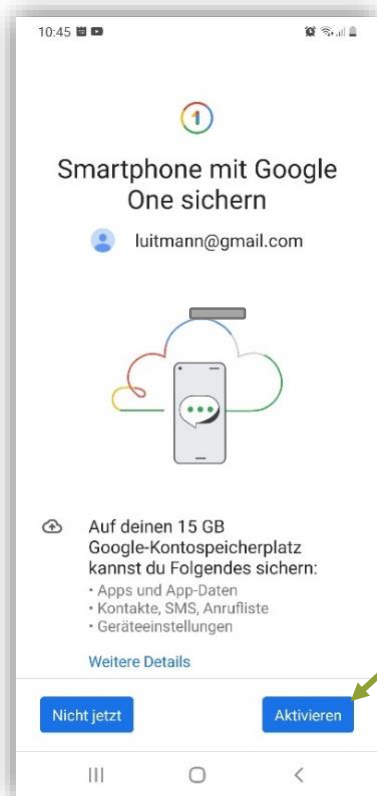 10:45
1
Smartphone mit Google
One sichern
luitmann@gmail.com
Auf deinen 15 GB
Google-Kontospeicherplatz
kannst du Folgendes sichern:
• Apps und App-Daten
• Kontakte, SMS, Anrufliste
• Geräteeinstellungen
Weitere Details
Nicht jetzt
Aktivieren